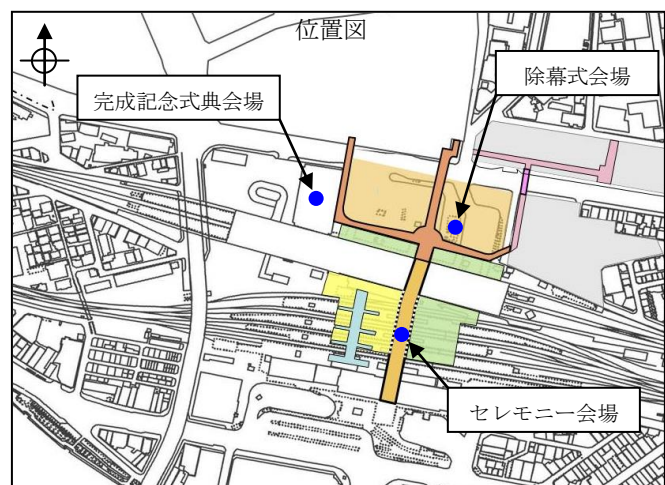 位置図
除幕式会場
完成記念式典会場
セレモニー会場